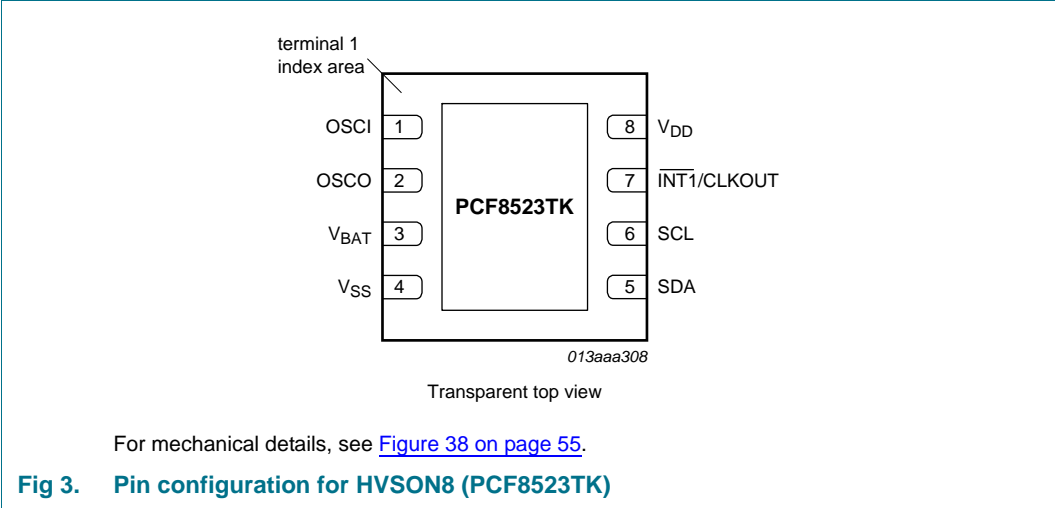 terminal 1
index area
OSCI 1
8 VDD
OSCO 2
7 INT1/CLKOUT
PCF8523TK
VBAT 3
6 SCL
VSS 4
5 SDA
013aaa308
Transparent top view
For mechanical details, see Figure 38 on page 55.
Fig 3. Pin configuration for HVSON8 (PCF8523TK)